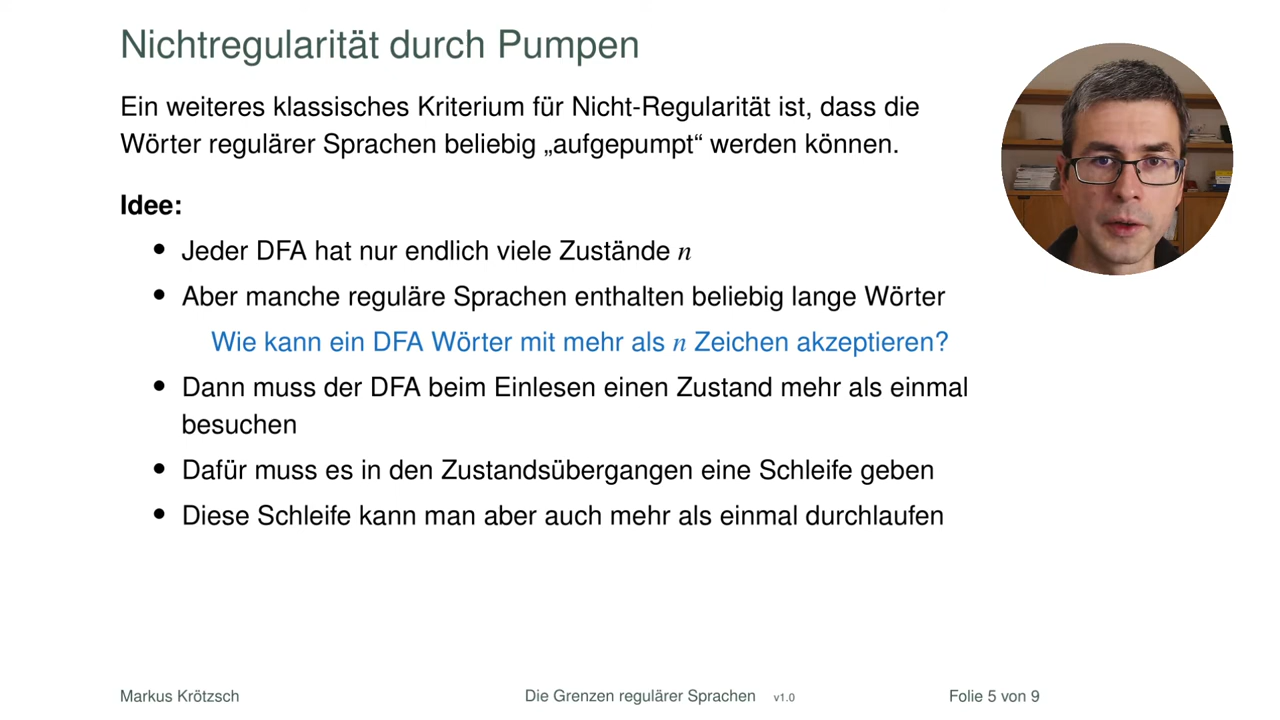 Nichtregularität durch Pumpen
Ein weiteres klassisches Kriterium für Nicht-Regularität ist, dass die
Wörter regulärer Sprachen beliebig „aufgepumpt“ werden können.
Idee:
• Jeder DFA hat nur endlich viele Zustände n
• Aber manche reguläre Sprachen enthalten beliebig lange Wörter
Wie kann ein DFA Wörter mit mehr als n Zeichen akzeptieren?
• Dann muss der DFA beim Einlesen einen Zustand mehr als einmal
besuchen
• Dafür muss es in den Zustandsübergangen eine Schleife geben
• Diese Schleife kann man aber auch mehr als einmal durchlaufen
Markus Krötzsch Die Grenzen regulärer Sprachen v1.0 Folie 5 von 9